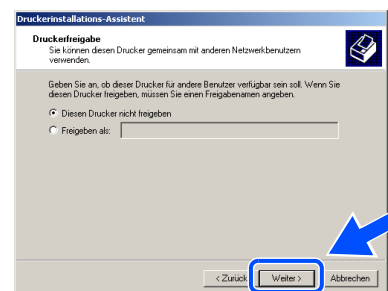 Druckerinstallations-Assistent
Druckerfreigabe
Sie können diesen Drucker gemeinsam mit anderen Netzwerkbenutzern
verwenden.
Geben Sie an, ob dieser Drucker für andere Benutzer verfügbar sein soll. Wenn Sie
diesen Drucker freigeben, müssen Sie einen Freigabenamen angeben.
Diesen Drucker nicht freigeben
Freigeben als:
< Zurück Weiter > Abbrechen